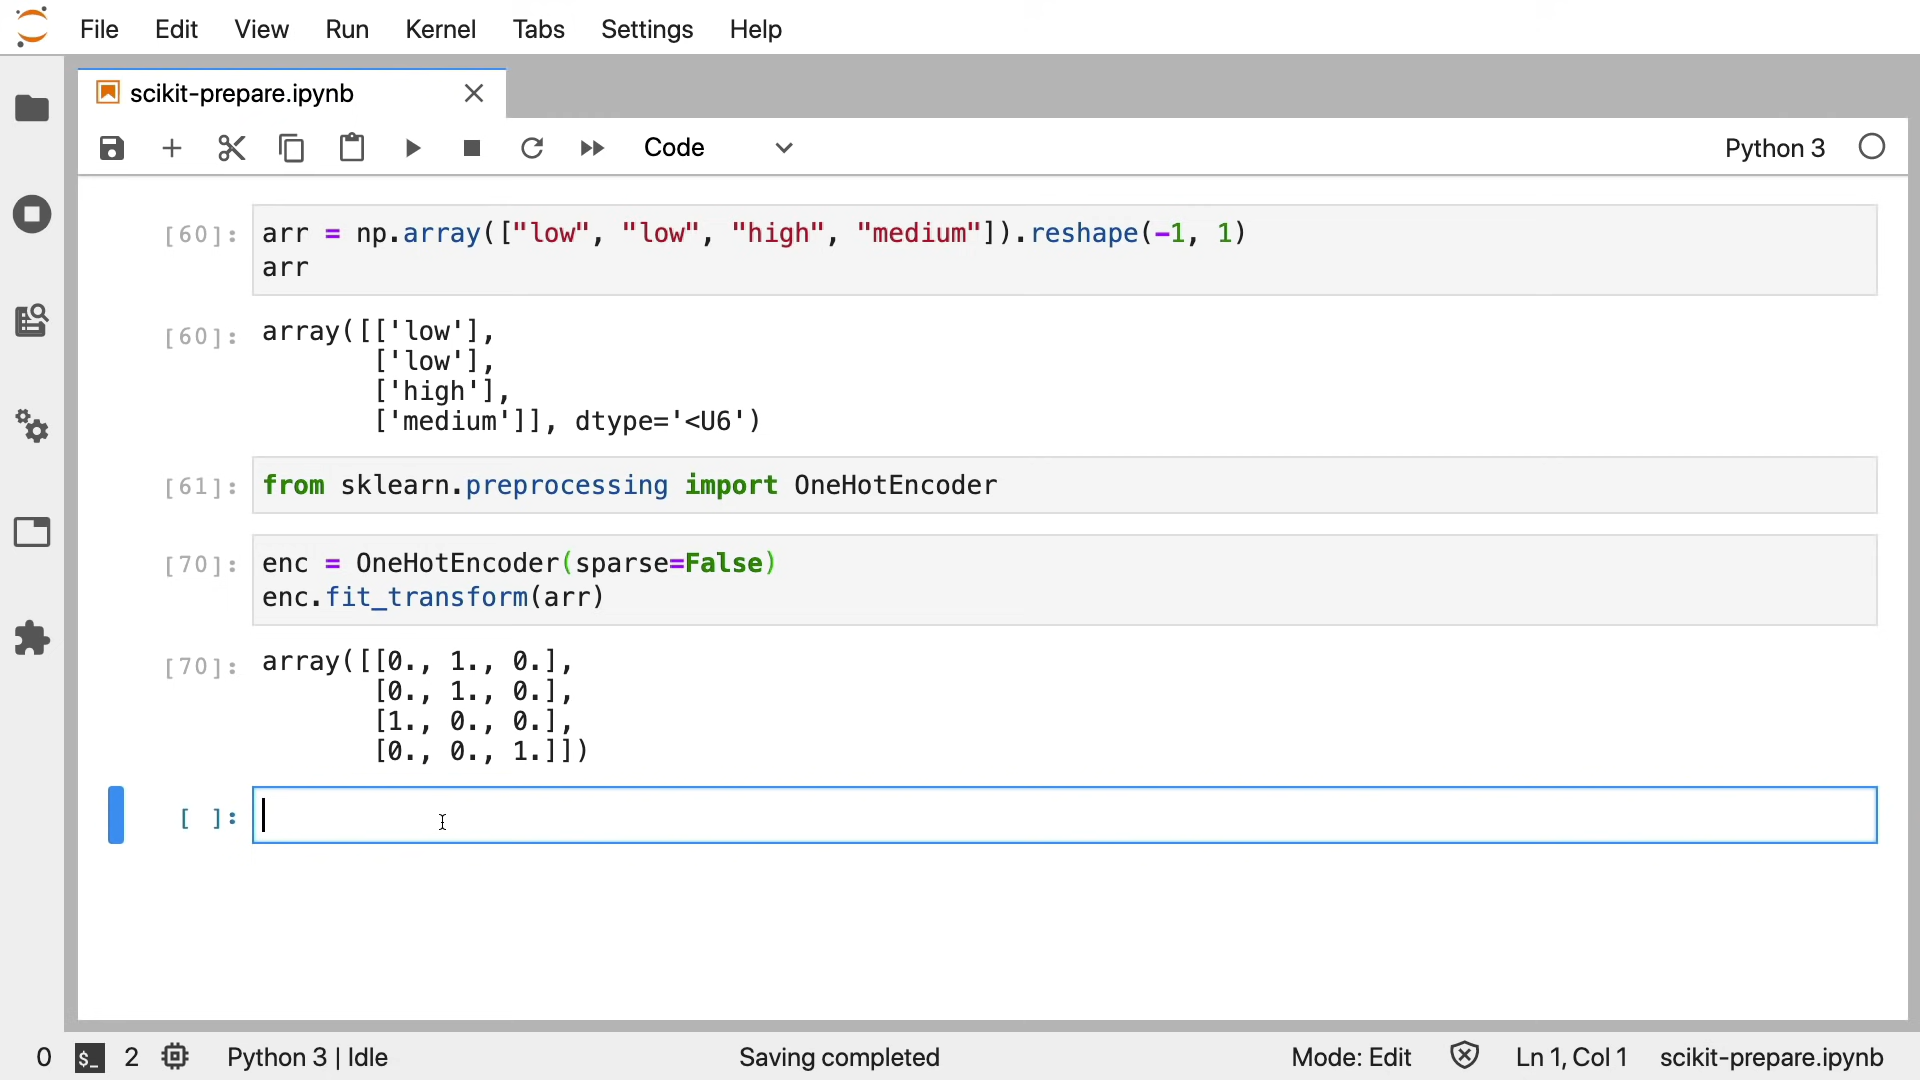 File Edit View Run Kernel Tabs Settings Help
scikit-prepare.ipynb
Code
Python 3
[60]: arr = np.array(["low", "low", "high", "medium"]).reshape(-1, 1)
arr
[60]: array([['low'],
['low'],
['high'],
['medium']], dtype='<U6')
[61]: from sklearn.preprocessing import OneHotEncoder
[70]: enc = OneHotEncoder(sparse=False)
enc.fit_transform(arr)
[70]: array([[0., 1., 0.],
[0., 1., 0.],
[1., 0., 0.],
[0., 0., 1.]])
[ ]:
0 $_ 2 Python 3 | Idle Saving completed Mode: Edit Ln 1, Col 1 scikit-prepare.ipynb